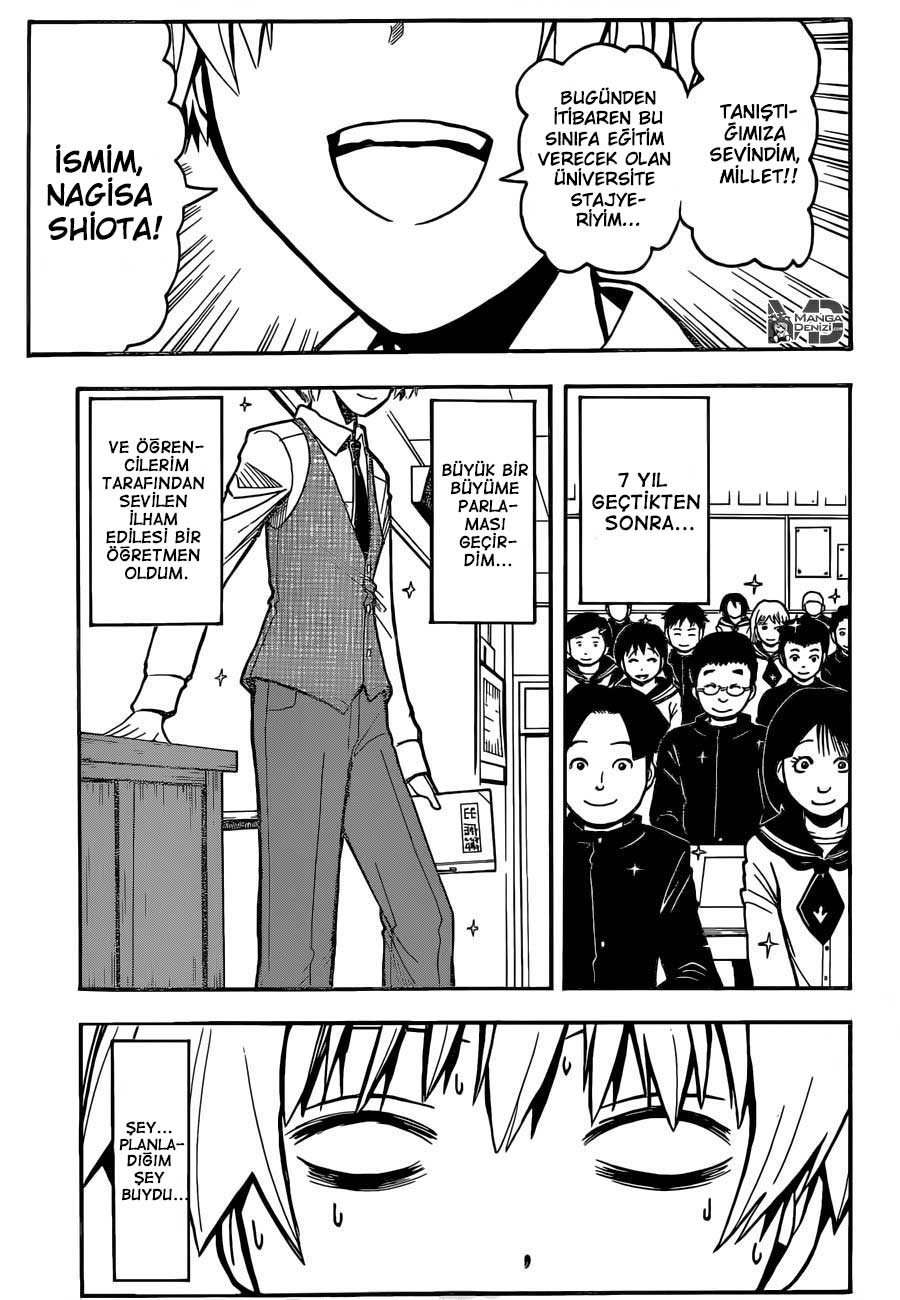 TANIŞTI-
ĞIMIZA
SEVİNDİM,
MİLLET!!
BUGÜNDEN
İTİBAREN BU
SINIFA EĞİTİM
VERECEK OLAN
ÜNİVERSİTE
STAJYE-
RİYİM...
İSMİM,
NAGİSA
SHİOTA!
MANGA
DENİZİ
7 YIL
GEÇTİKTEN
SONRA...
BÜYÜK BİR
BÜYÜME
PARLA-
MASI
GEÇİR-
DİM...
VE ÖĞREN-
CİLERİM
TARAFINDAN
SEVİLEN
İLHAM
EDİLESİ BİR
ÖĞRETMEN
OLDUM.
ŞEY...
PLANLA-
DIĞIM
ŞEY
BUYDU...